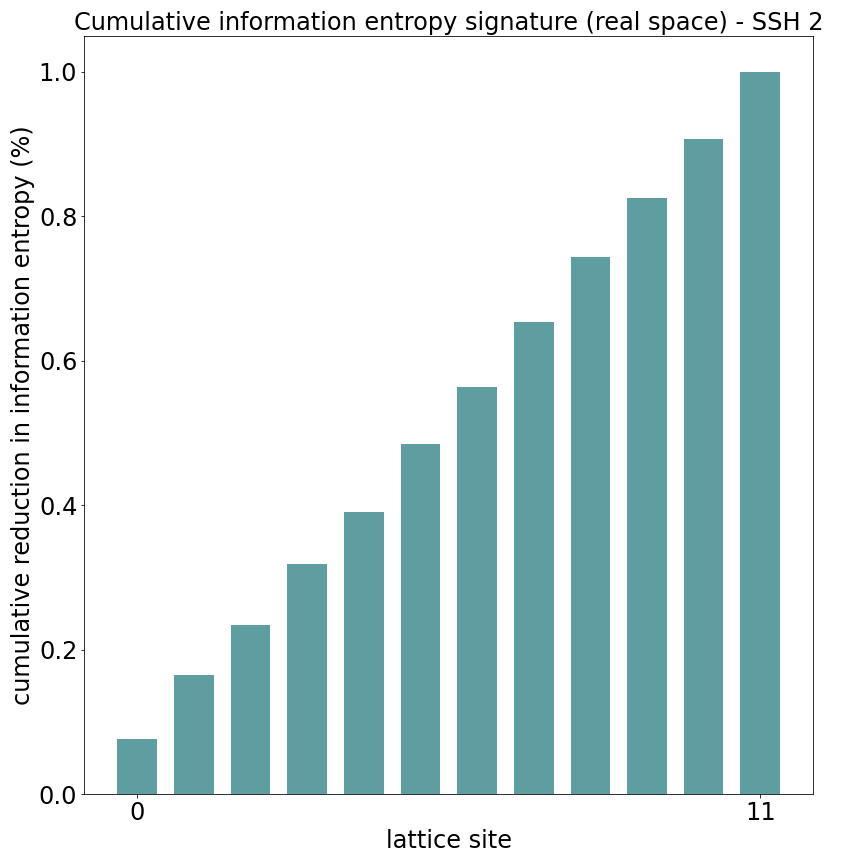 Cumulative information entropy signature (real space) - SSH 2
cumulative reduction in information entropy (%)
1.0
0.8
0.6
0.4
0.2
0.0
0
11
lattice site